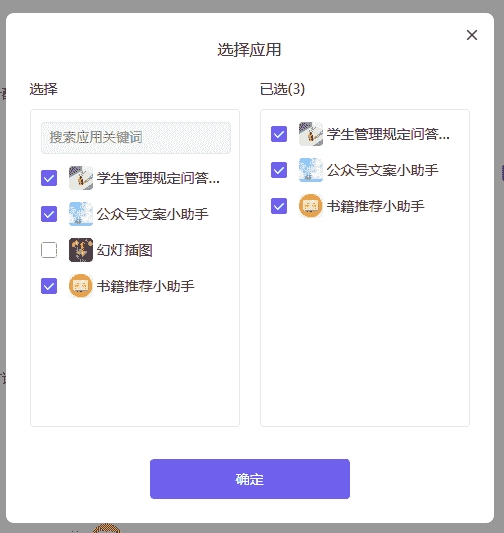 选择应用
选择
已选(3)
搜索应用关键词
学生管理规定问答...
公众号文案小助手
幻灯插图
书籍推荐小助手
学生管理规定问答...
公众号文案小助手
书籍推荐小助手
确定